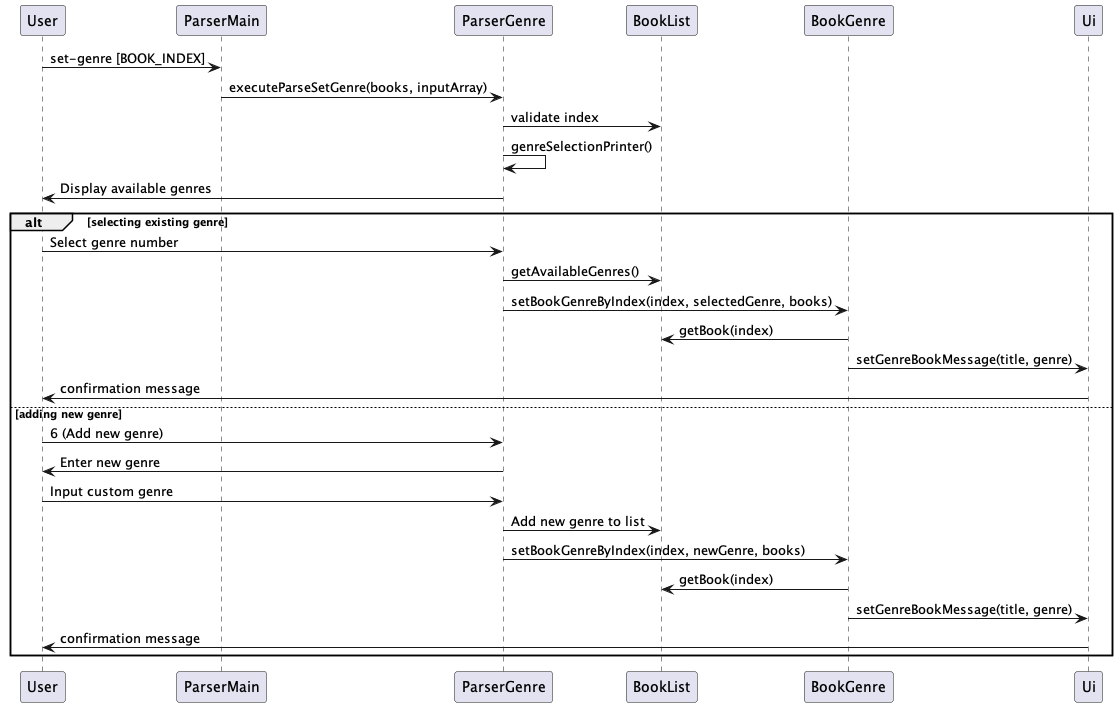 User ParserMain ParserGenre BookList BookGenre Ui
set-genre [BOOK_INDEX]
executeParseSetGenre(books, inputArray)
validate index
genreSelectionPrinter()
Display available genres
alt [selecting existing genre]
Select genre number
getAvailableGenres()
setBookGenreByIndex(index, selectedGenre, books)
getBook(index)
setGenreBookMessage(title, genre)
confirmation message
[adding new genre]
6 (Add new genre)
Enter new genre
Input custom genre
Add new genre to list
setBookGenreByIndex(index, newGenre, books)
getBook(index)
setGenreBookMessage(title, genre)
confirmation message
User ParserMain ParserGenre BookList BookGenre Ui